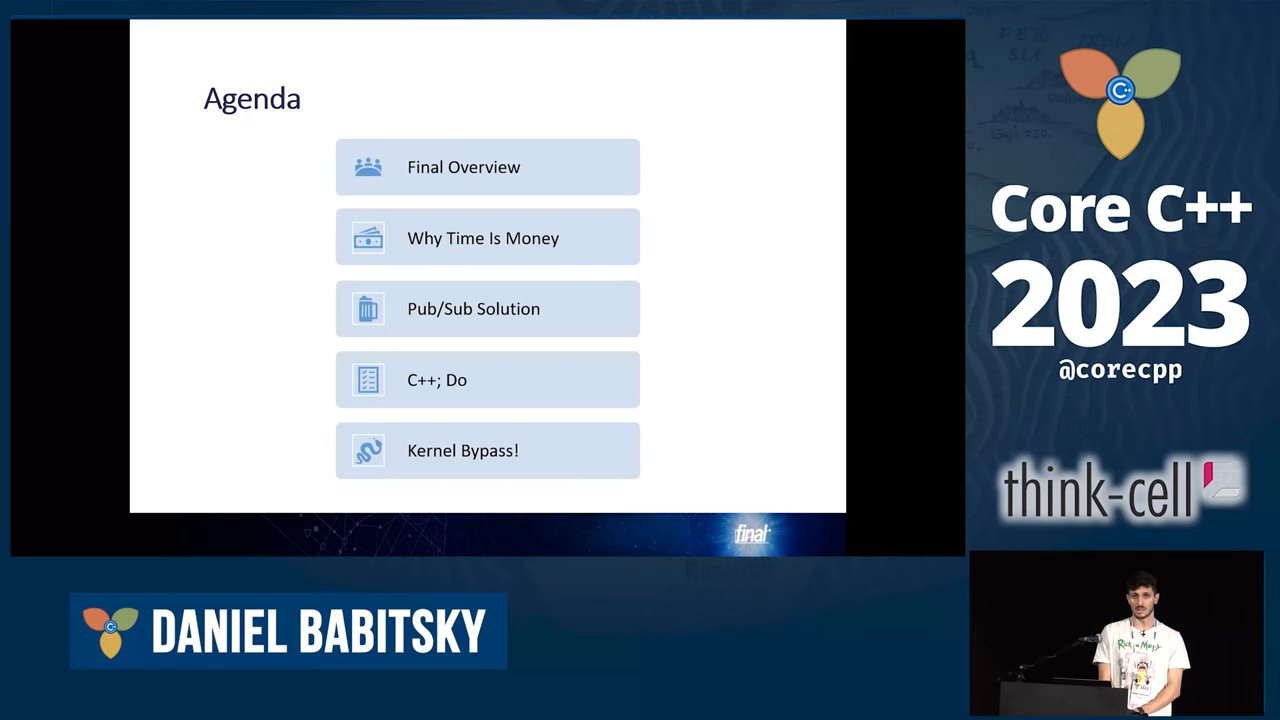 Agenda
Final Overview
Why Time Is Money
Pub/Sub Solution
C++; Do
Kernel Bypass!
final
C++
Core C++
2023
@corecpp
think-cell
DANIEL BABITSKY